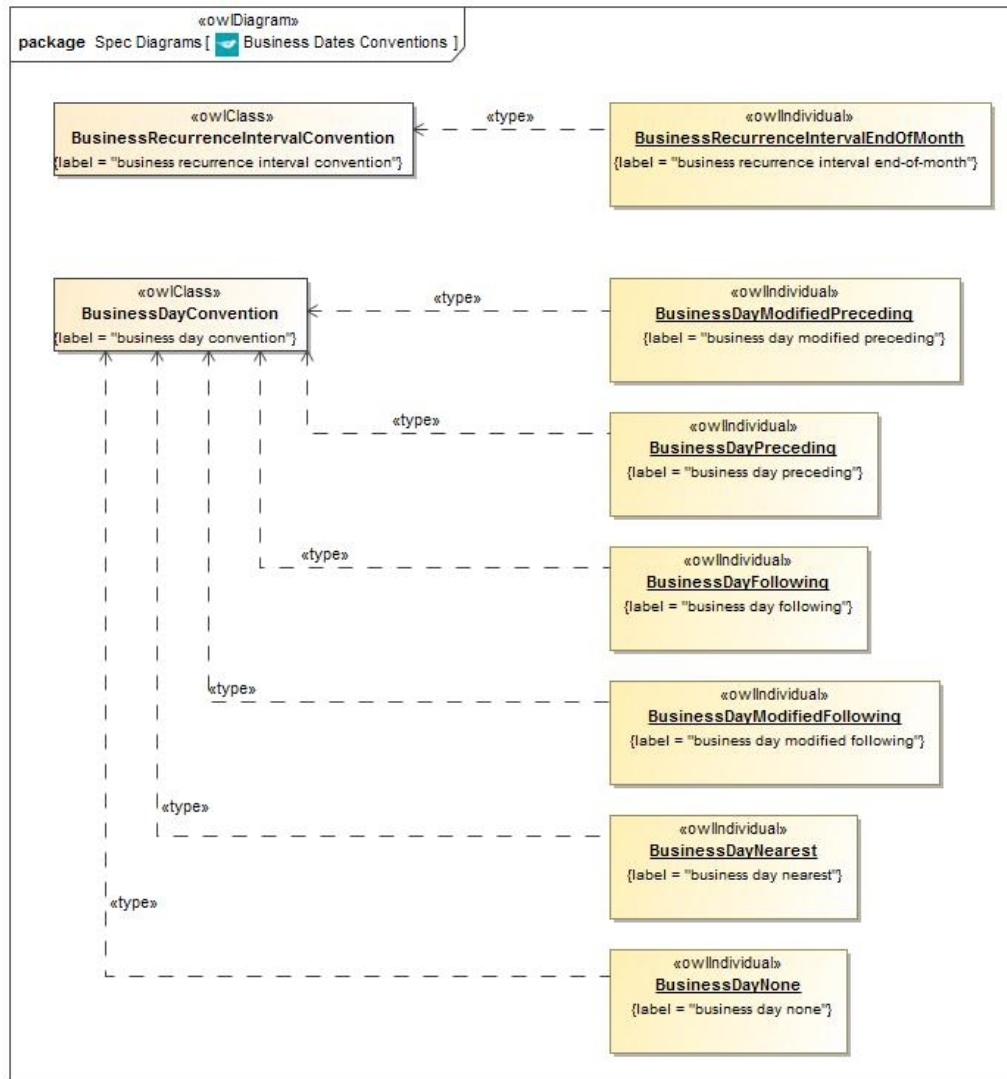 «owlDiagram»
package Spec Diagrams [ Business Dates Conventions ]
«owlClass»
BusinessRecurrenceIntervalConvention
{label = "business recurrence interval convention"}
«type»
«owlIndividual»
BusinessRecurrenceIntervalEndOfMonth
{label = "business recurrence interval end-of-month"}
«owlClass»
BusinessDayConvention
{label = "business day convention"}
«type»
«owlIndividual»
BusinessDayModifiedPreceding
{label = "business day modified preceding"}
«type»
«owlIndividual»
BusinessDayPreceding
{label = "business day preceding"}
«type»
«owlIndividual»
BusinessDayFollowing
{label = "business day following"}
«type»
«owlIndividual»
BusinessDayModifiedFollowing
{label = "business day modified following"}
«type»
«owlIndividual»
BusinessDayNearest
{label = "business day nearest"}
«type»
«owlIndividual»
BusinessDayNone
{label = "business day none"}